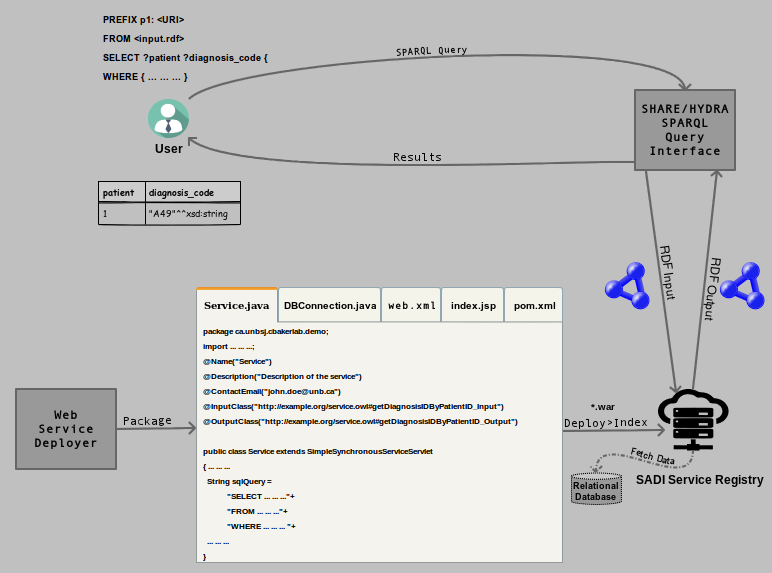 PREFIX p1: <URI>
FROM <input.rdf>
SELECT ?patient ?diagnosis_code {
WHERE { ... ... ... }
SPARQL Query
User
SHARE/HYDRA
SPARQL
Query
Interface
Results
patient diagnosis_code
1 "A49"^^xsd:string
RDF Input
RDF Output
Service.java DBConnection.java web.xml index.jsp pom.xml
package ca.unbsj.cbakerlab.demo;
import ... ... ...;
@Name("Service")
@Description("Description of the service")
@ContactEmail("john.doe@unb.ca")
@InputClass("http://example.org/service.owl#getDiagnosisIDByPatientID_Input")
@OutputClass("http://example.org/service.owl#getDiagnosisIDByPatientID_Output")
public class Service extends SimpleSynchronousServiceServlet
{ ... ... ...
String sqlQuery =
"SELECT ... ... ..."+
"FROM ... ... ..."+
"WHERE ... ... ... "+
... ... ...
}
Web
Service
Deployer
Package
*.war
Deploy>Index
Fetch Data
SADI Service Registry
Relational
Database